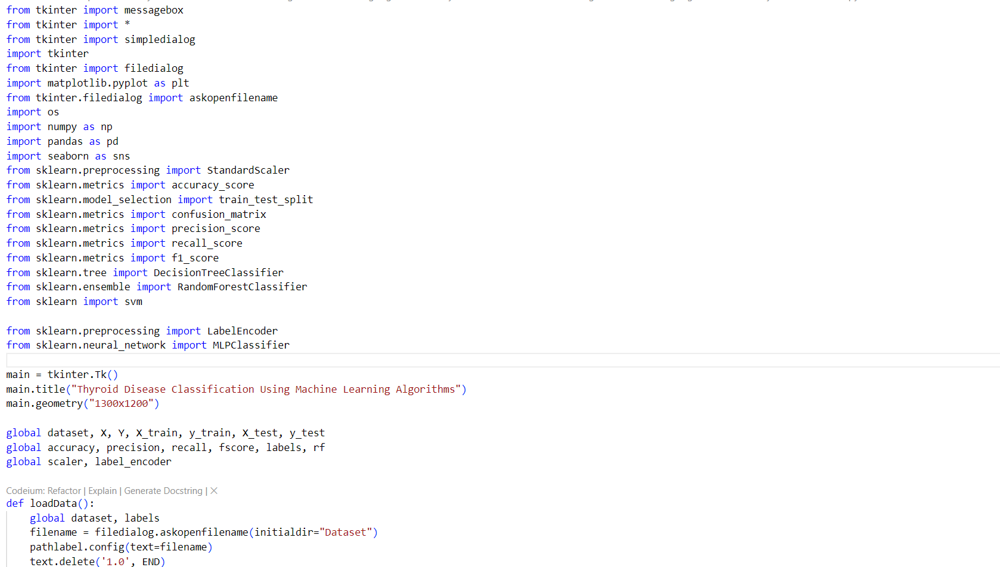 from tkinter import messagebox
from tkinter import *
from tkinter import simpledialog
import tkinter
from tkinter import filedialog
import matplotlib.pyplot as plt
from tkinter.filedialog import askopenfilename
import os
import numpy as np
import pandas as pd
import seaborn as sns
from sklearn.preprocessing import StandardScaler
from sklearn.metrics import accuracy_score
from sklearn.model_selection import train_test_split
from sklearn.metrics import confusion_matrix
from sklearn.metrics import precision_score
from sklearn.metrics import recall_score
from sklearn.metrics import f1_score
from sklearn.tree import DecisionTreeClassifier
from sklearn.ensemble import RandomForestClassifier
from sklearn import svm

from sklearn.preprocessing import LabelEncoder
from sklearn.neural_network import MLPClassifier

main = tkinter.Tk()
main.title("Thyroid Disease Classification Using Machine Learning Algorithms")
main.geometry("1300x1200")

global dataset, X, Y, X_train, y_train, X_test, y_test
global accuracy, precision, recall, fscore, labels, rf
global scaler, label_encoder

Codeium: Refactor | Explain | Generate Docstring | ×
def loadData():
    global dataset, labels
    filename = filedialog.askopenfilename(initialdir="Dataset")
    pathlabel.config(text=filename)
    text.delete('1.0', END)